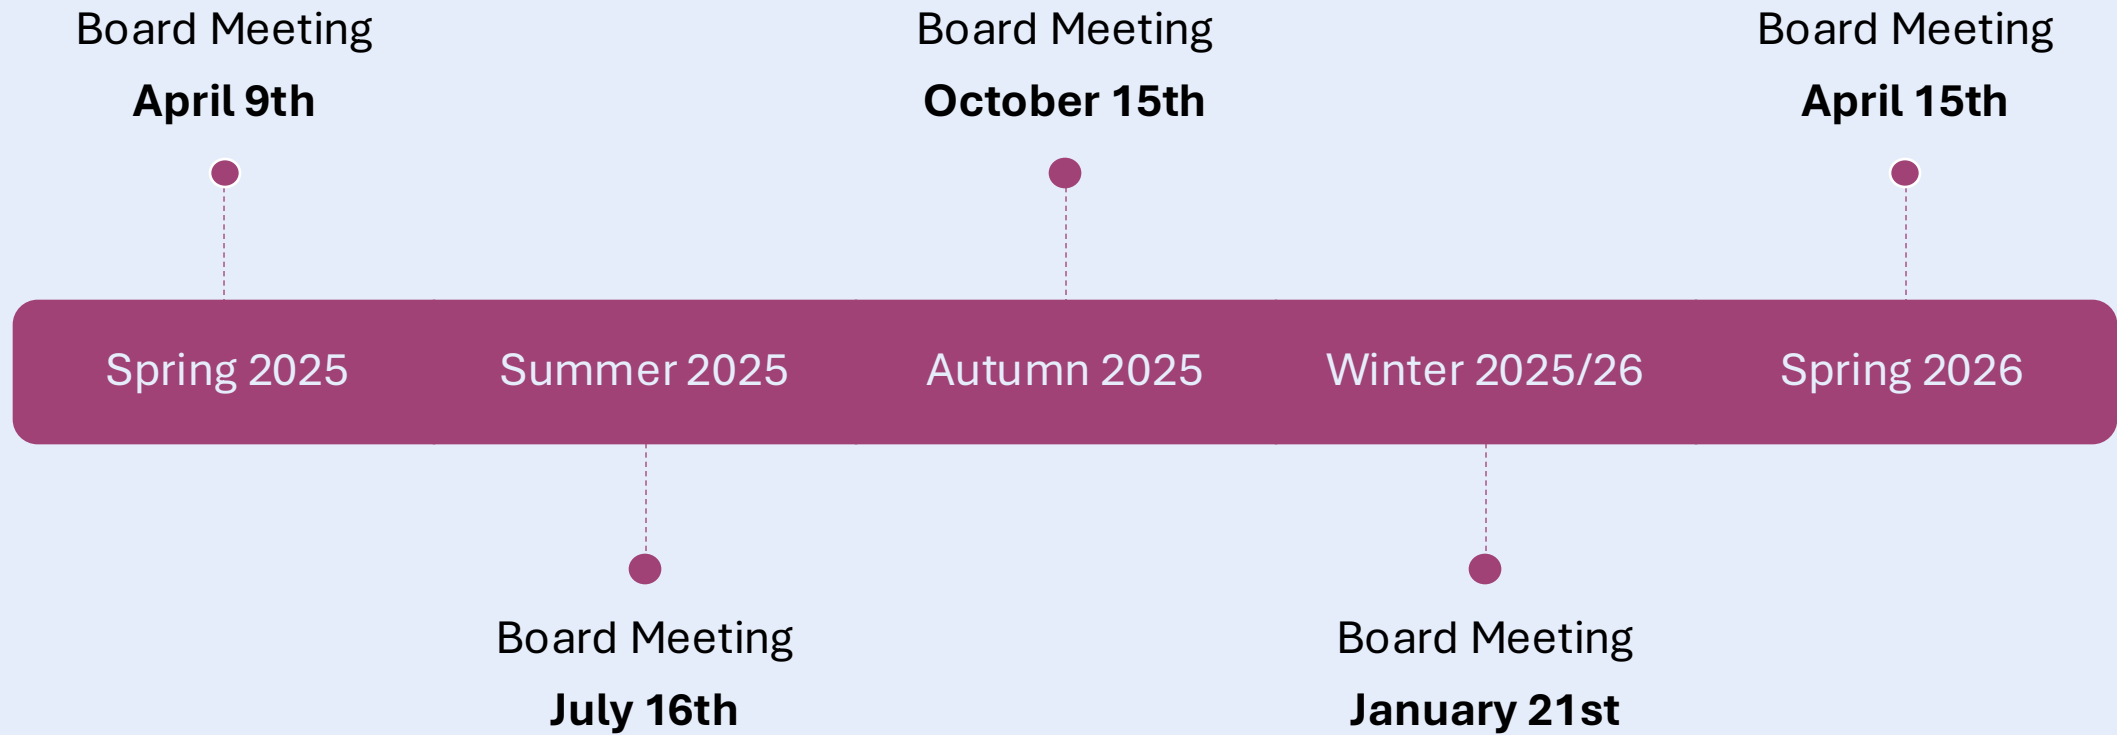 Board Meeting
April 9th
Board Meeting
October 15th
Board Meeting
April 15th
Spring 2025
Summer 2025
Autumn 2025
Winter 2025/26
Spring 2026
Board Meeting
July 16th
Board Meeting
January 21st